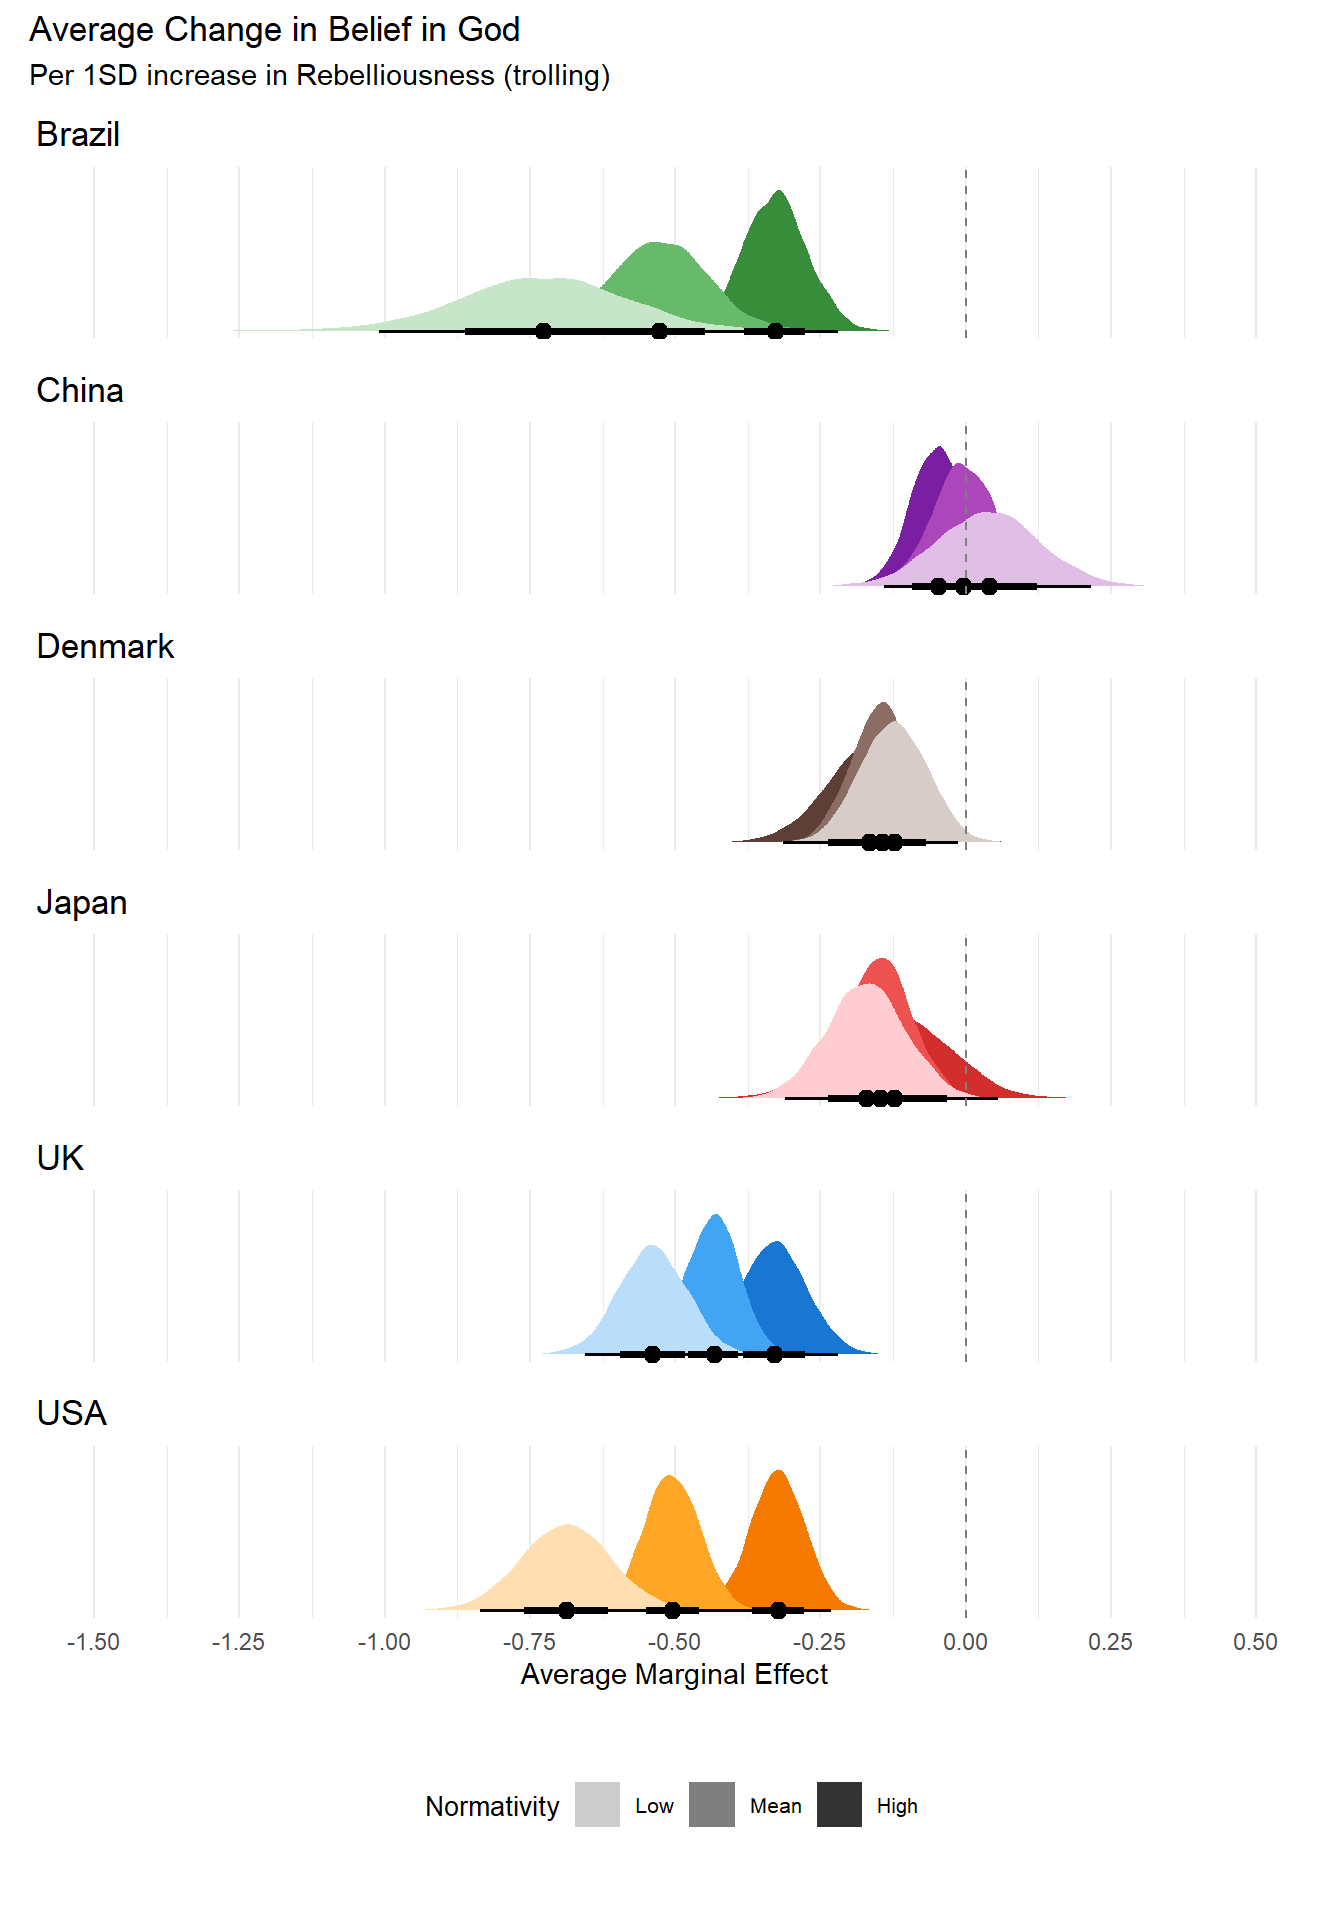 Average Change in Belief in God
Per 1SD increase in Rebelliousness (trolling)
Brazil
China
Denmark
Japan
UK
USA
-1.50 -1.25 -1.00 -0.75 -0.50 -0.25 0.00 0.25 0.50
Average Marginal Effect
Normativity Low Mean High